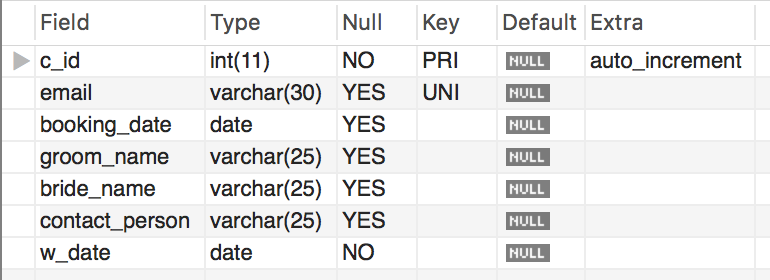 Field Type Null Key Default Extra
c_id int(11) NO PRI NULL auto_increment
email varchar(30) YES UNI NULL
booking_date date YES NULL
groom_name varchar(25) YES NULL
bride_name varchar(25) YES NULL
contact_person varchar(25) YES NULL
w_date date NO NULL